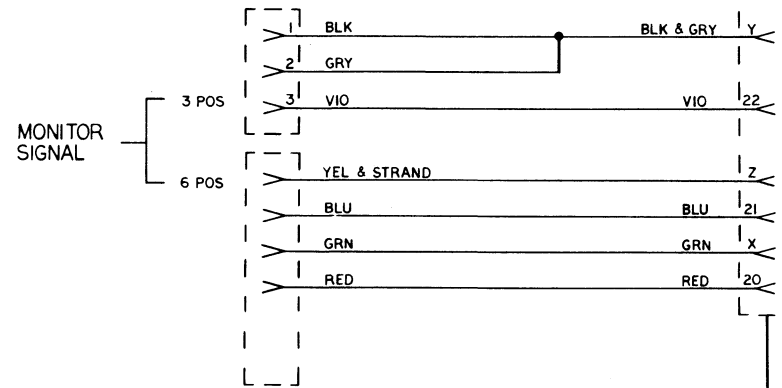 1 BLK BLK & GRY Y
2 GRY
3 POS 3 VIO VIO 22
MONITOR
SIGNAL
6 POS YEL & STRAND Z
BLU BLU 21
GRN GRN X
RED RED 20